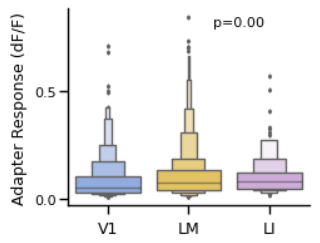 Adapter Response (dF/F)
p=0.00
0.5
0.0
V1 LM LI